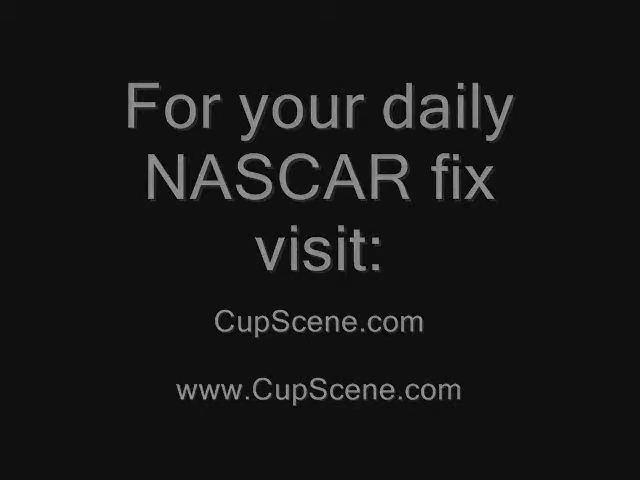 For your daily
NASCAR fix
visit:
CupScene.com
www.CupScene.com